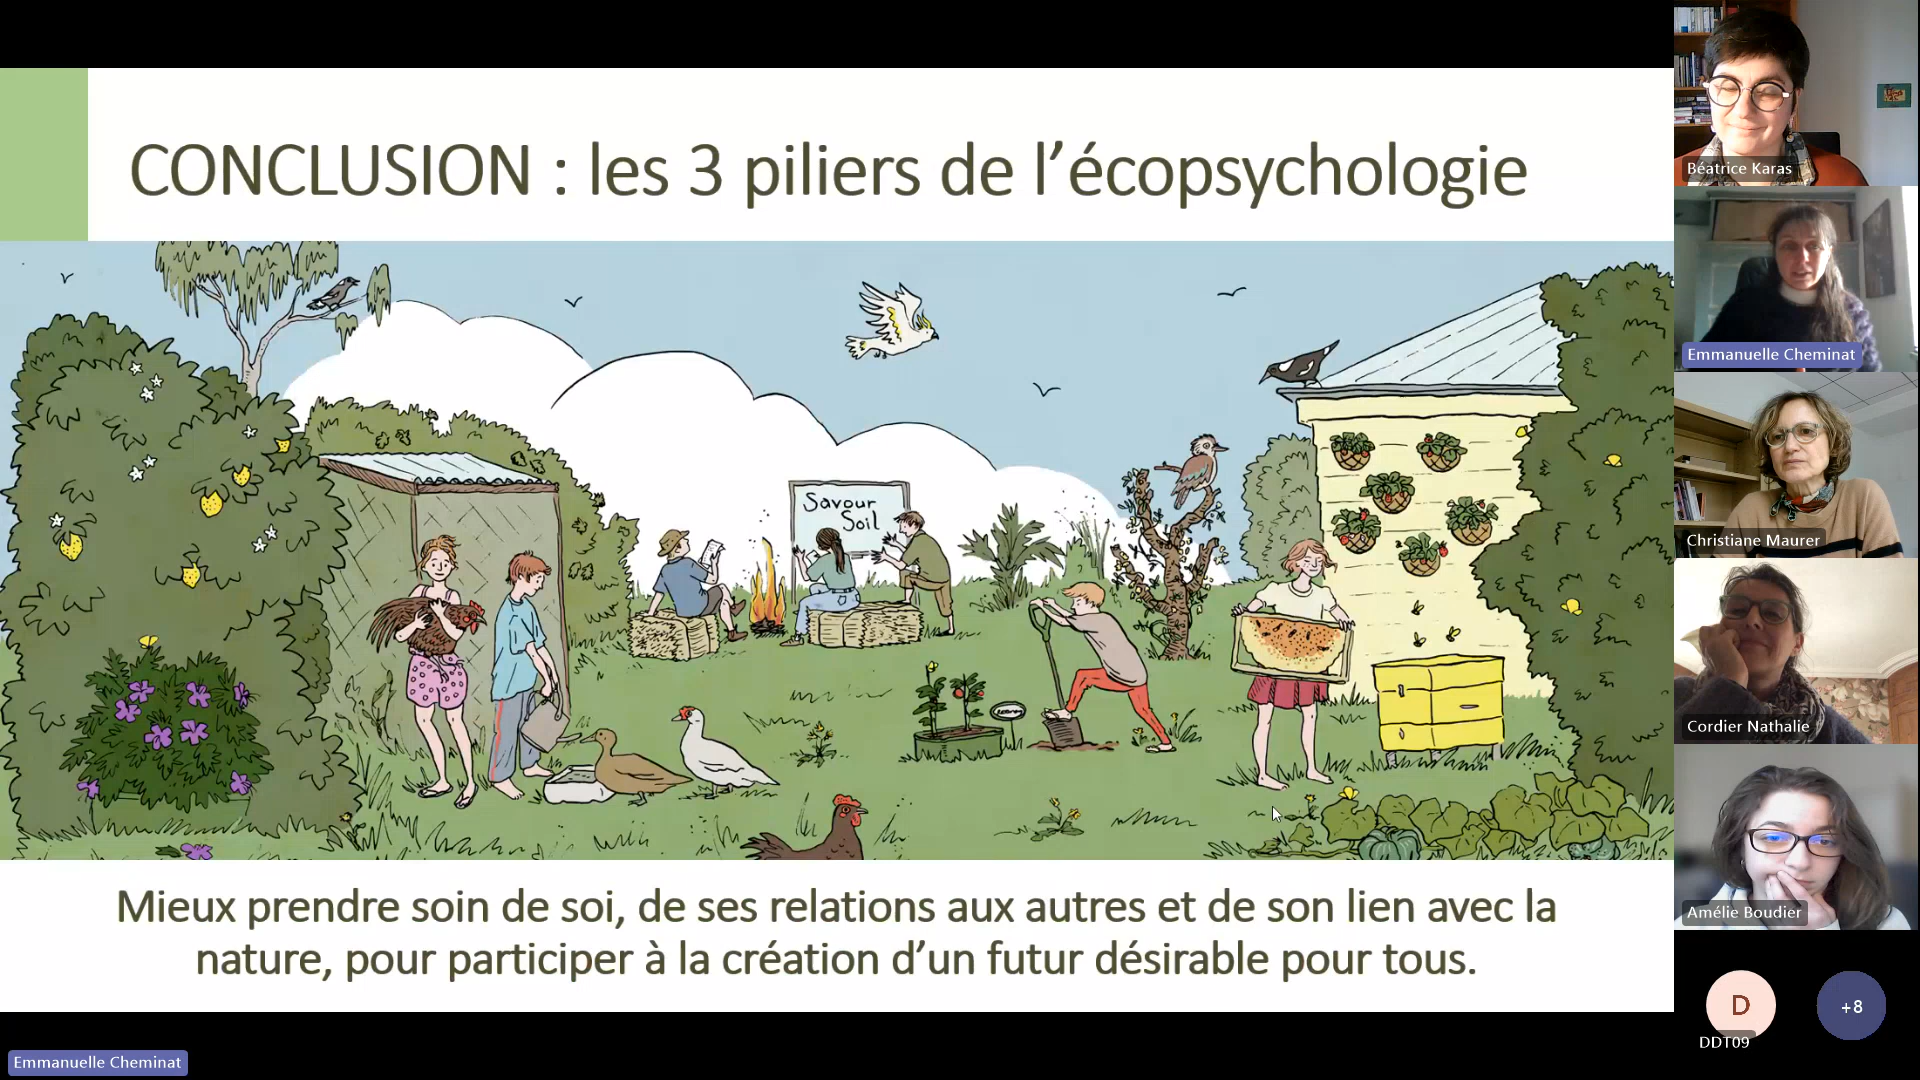 CONCLUSION : les 3 piliers de l'écopsychologie
Savour
Soil
Mieux prendre soin de soi, de ses relations aux autres et de son lien avec la
nature, pour participer à la création d'un futur désirable pour tous.
Emmanuelle Cheminat
Béatrice Karas
Emmanuelle Cheminat
Christiane Maurer
Cordier Nathalie
Amélie Boudier
D
DDT09
+8